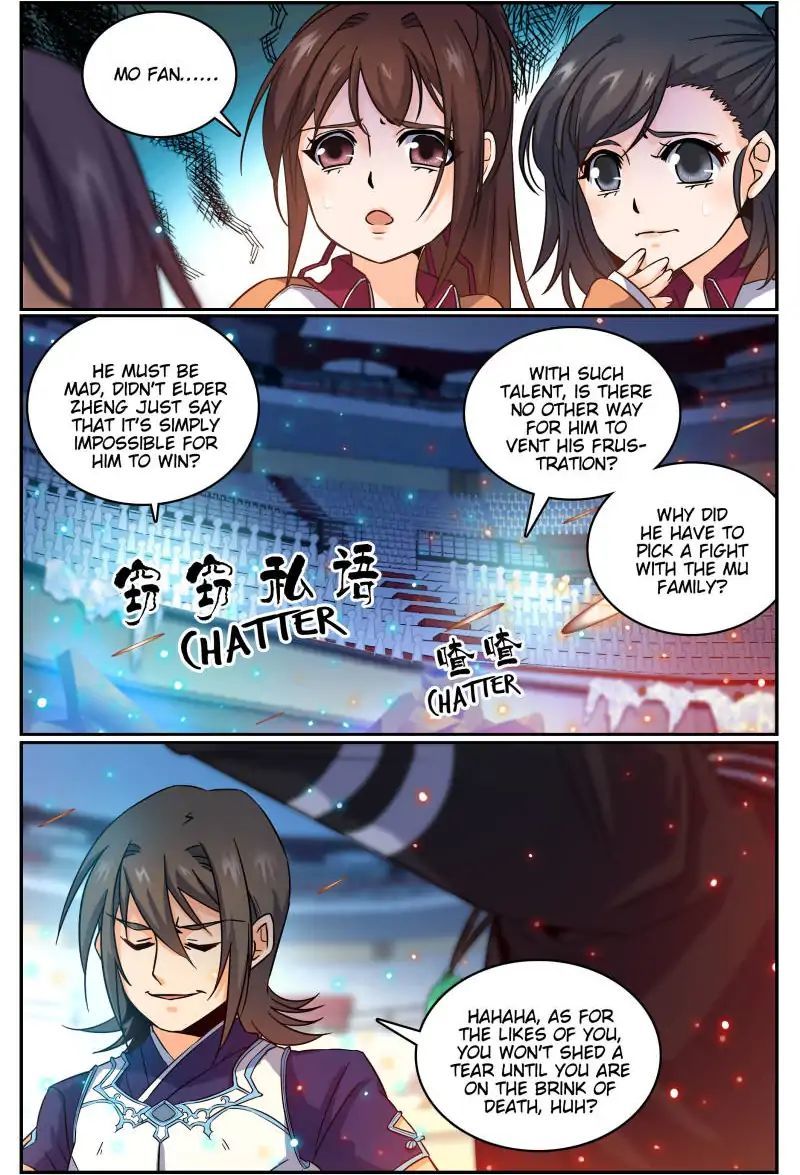 MO FAN......
HE MUST BE
MAD, DIDN'T ELDER
ZHENG JUST SAY
THAT IT'S SIMPLY
IMPOSSIBLE FOR
HIM TO WIN?
WITH SUCH
TALENT, IS THERE
NO OTHER WAY
FOR HIM TO
VENT HIS FRUS-
TRATION?
WHY DID
HE HAVE TO
PICK A FIGHT
WITH THE MU
FAMILY?
窃窃私语
CHATTER
喳喳
CHATTER
HAHAHA, AS FOR
THE LIKES OF YOU,
YOU WON'T SHED A
TEAR UNTIL YOU ARE
ON THE BRINK OF
DEATH, HUH?